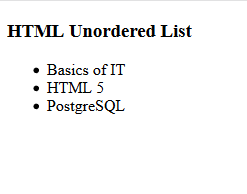 HTML Unordered List
Basics of IT
HTML 5
PostgreSQL